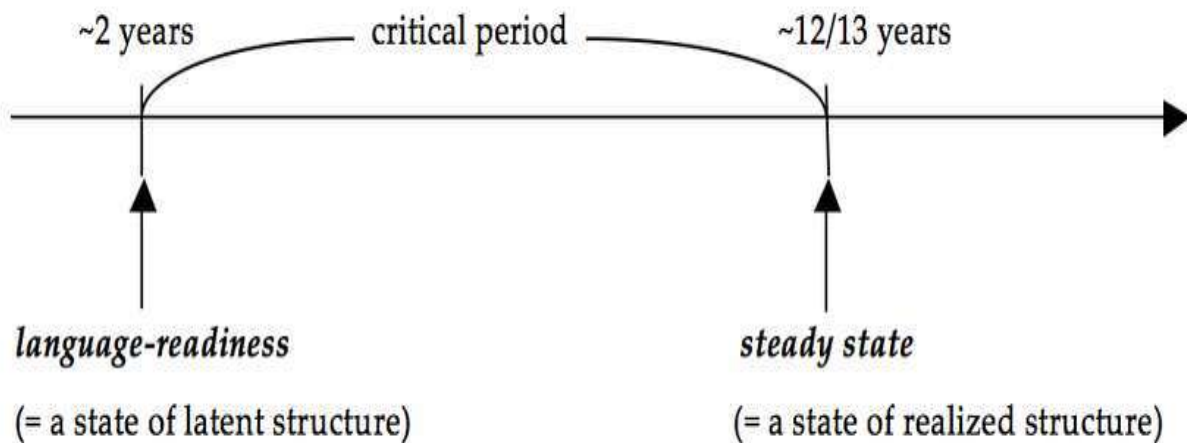 ~2 years critical period ~12/13 years
language-readiness steady state
(= a state of latent structure) (= a state of realized structure)